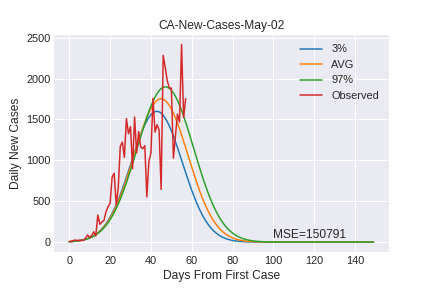 CA-New-Cases-May-02
2500
2000
1500
1000
500
0
Daily New Cases
3%
AVG
97%
Observed
MSE=150791
0 20 40 60 80 100 120 140
Days From First Case